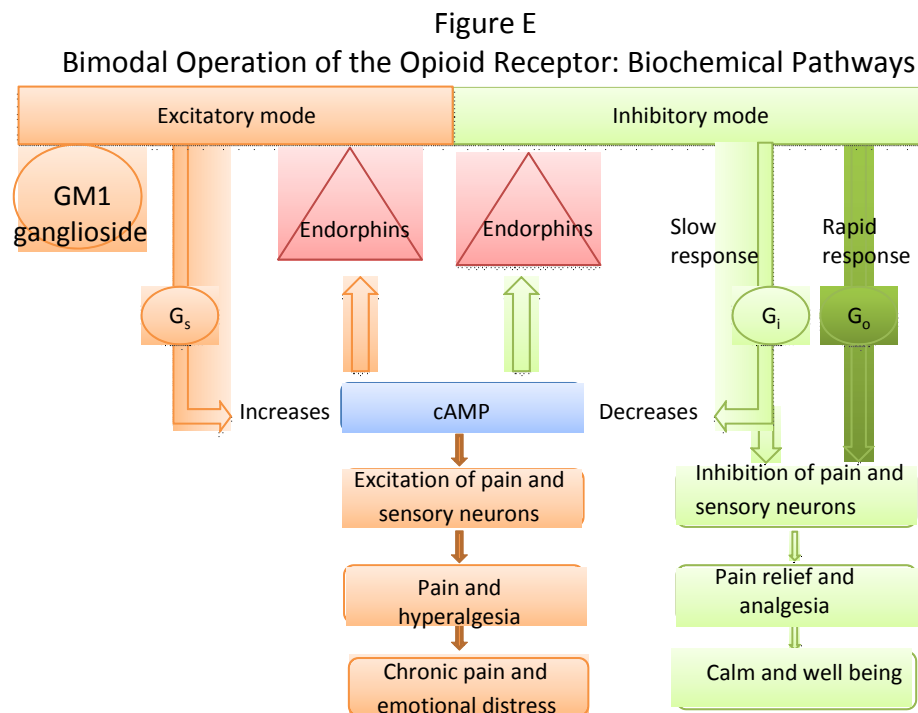 Figure E
Bimodal Operation of the Opioid Receptor: Biochemical Pathways
Excitatory mode
Inhibitory mode
GM1
ganglioside
Endorphins
Endorphins
Slow
response
Rapid
response
Gs
Gi
Go
Increases
cAMP
Decreases
Excitation of pain and
sensory neurons
Inhibition of pain and
sensory neurons
Pain and
hyperalgesia
Pain relief and
analgesia
Chronic pain and
emotional distress
Calm and well being